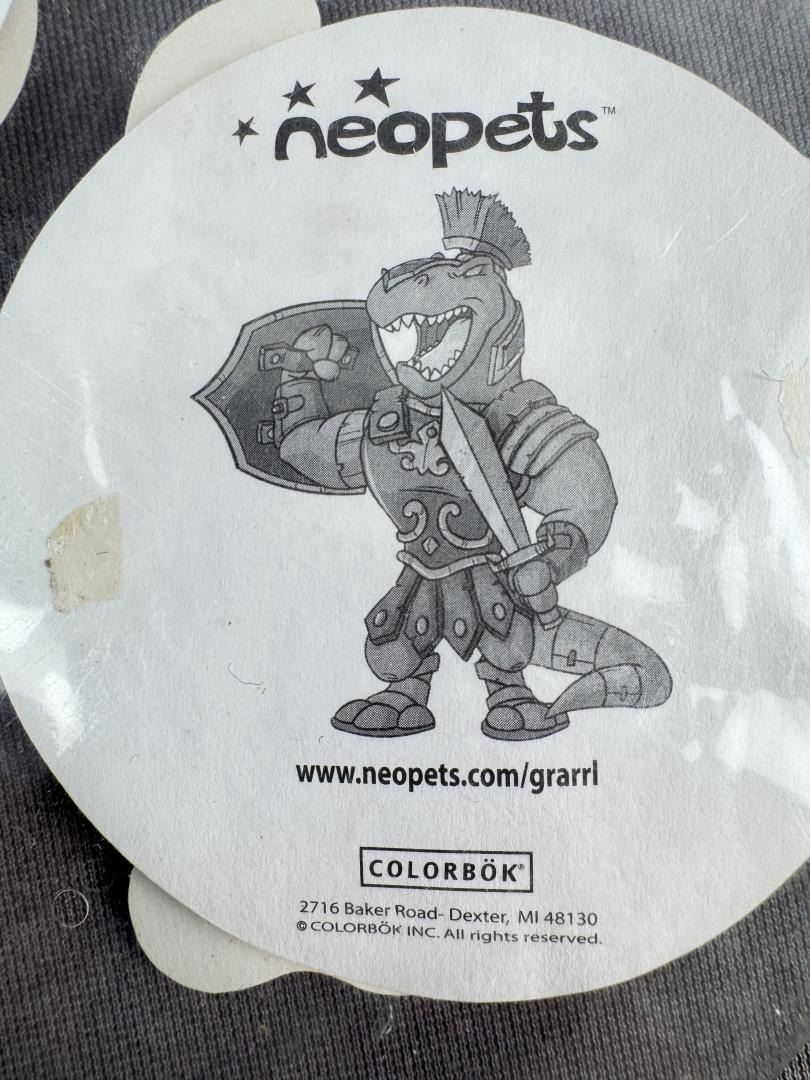 neopets™
www.neopets.com/grarrl
COLORBÖK®
2716 Baker Road- Dexter, MI 48130
© COLORBÖK INC. All rights reserved.